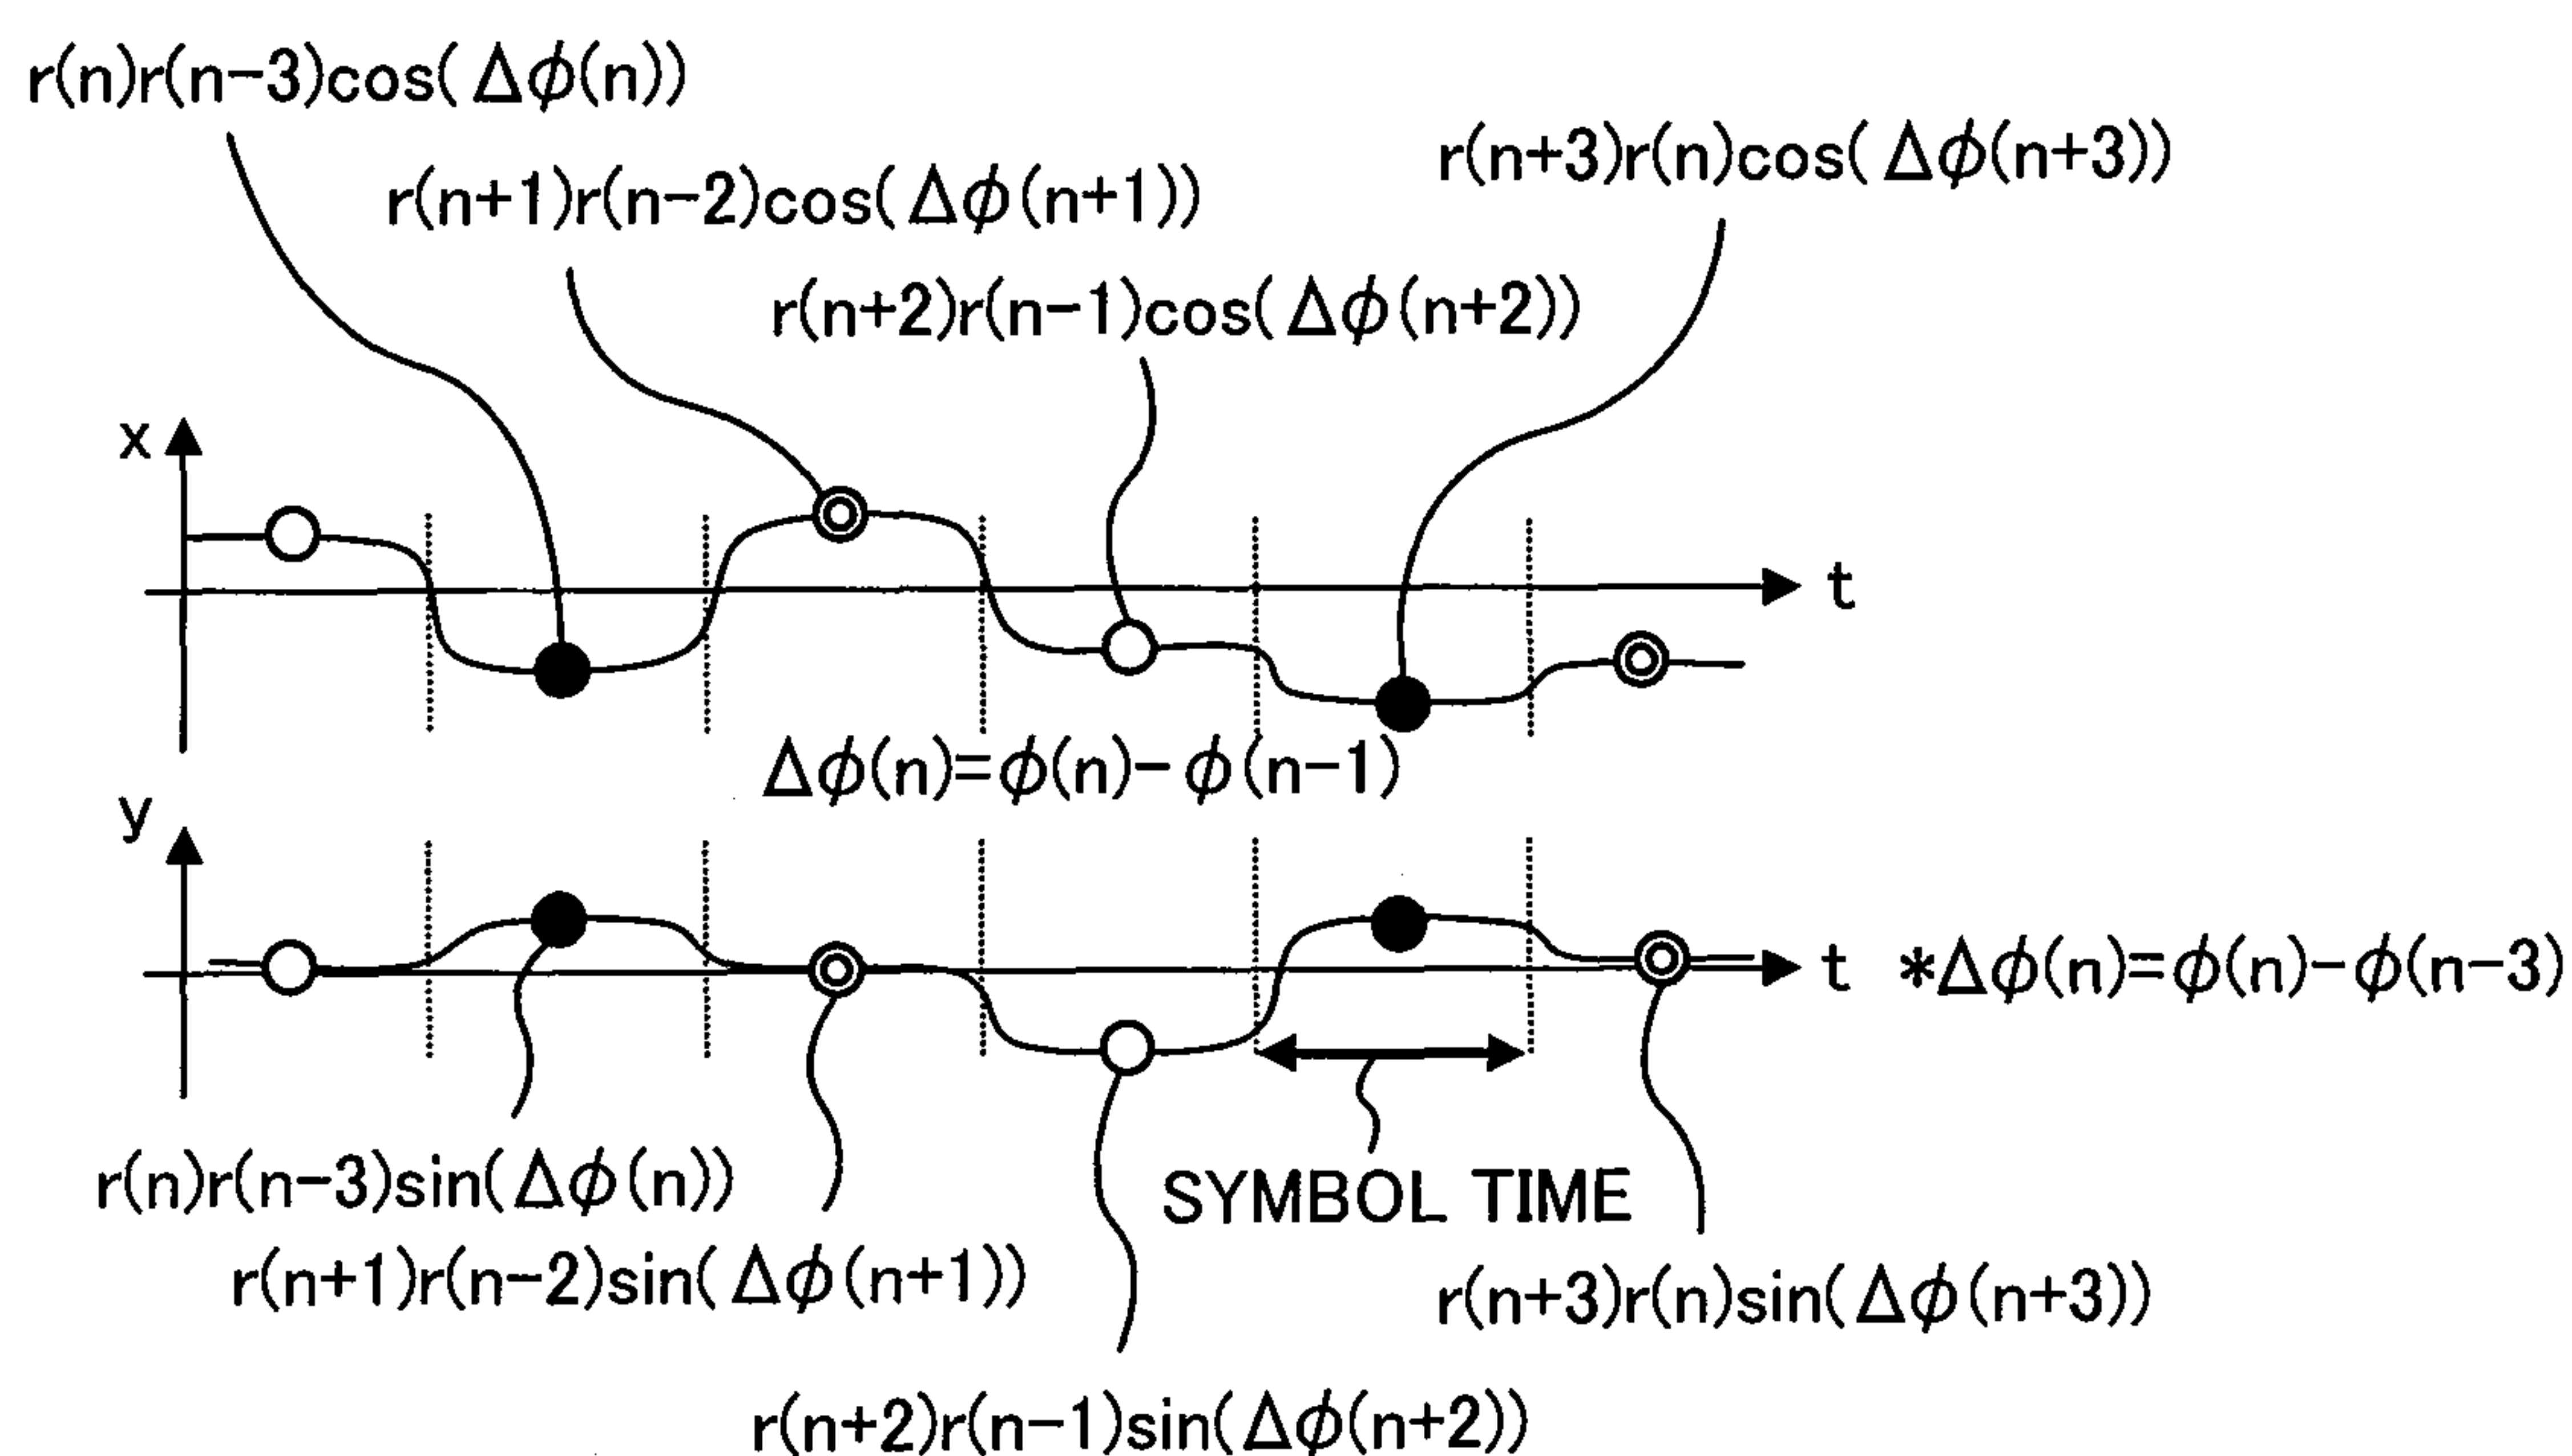 r(n)r(n-3)cos(Δϕ(n))
r(n+3)r(n)cos(Δϕ(n+3))
r(n+1)r(n-2)cos(Δϕ(n+1))
r(n+2)r(n-1)cos(Δϕ(n+2))
x
t
Δϕ(n)=ϕ(n)-ϕ(n-1)
y
t
*Δϕ(n)=ϕ(n)-ϕ(n-3)
r(n)r(n-3)sin(Δϕ(n))
SYMBOL TIME
r(n+1)r(n-2)sin(Δϕ(n+1))
r(n+3)r(n)sin(Δϕ(n+3))
r(n+2)r(n-1)sin(Δϕ(n+2))